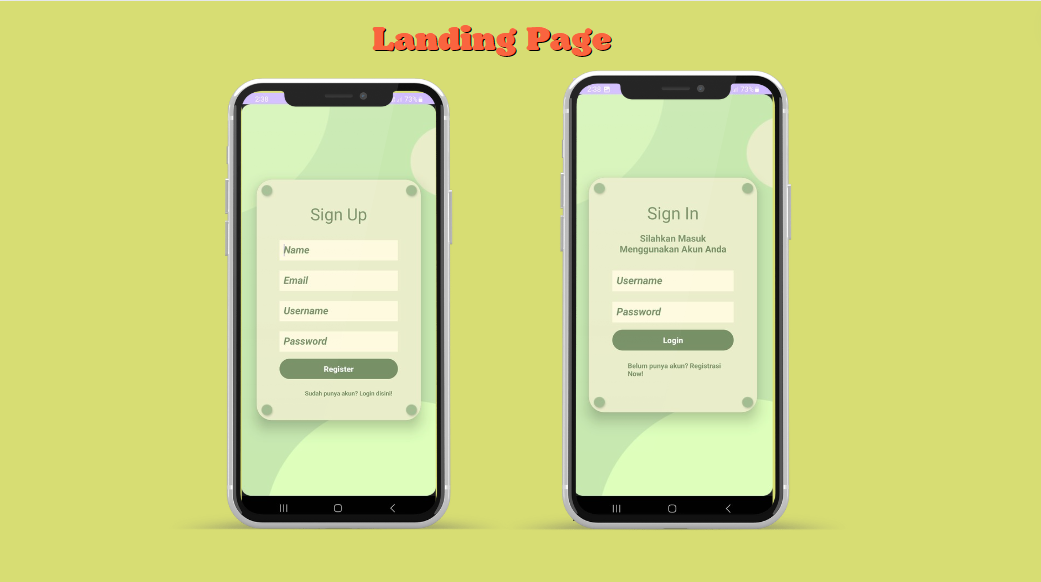 Landing Page
2:38
73%
Sign Up
Name
Email
Username
Password
Register
Sudah punya akun? Login disini!
2:38
73%
Sign In
Silahkan Masuk
Menggunakan Akun Anda
Username
Password
Login
Belum punya akun? Registrasi
Now!